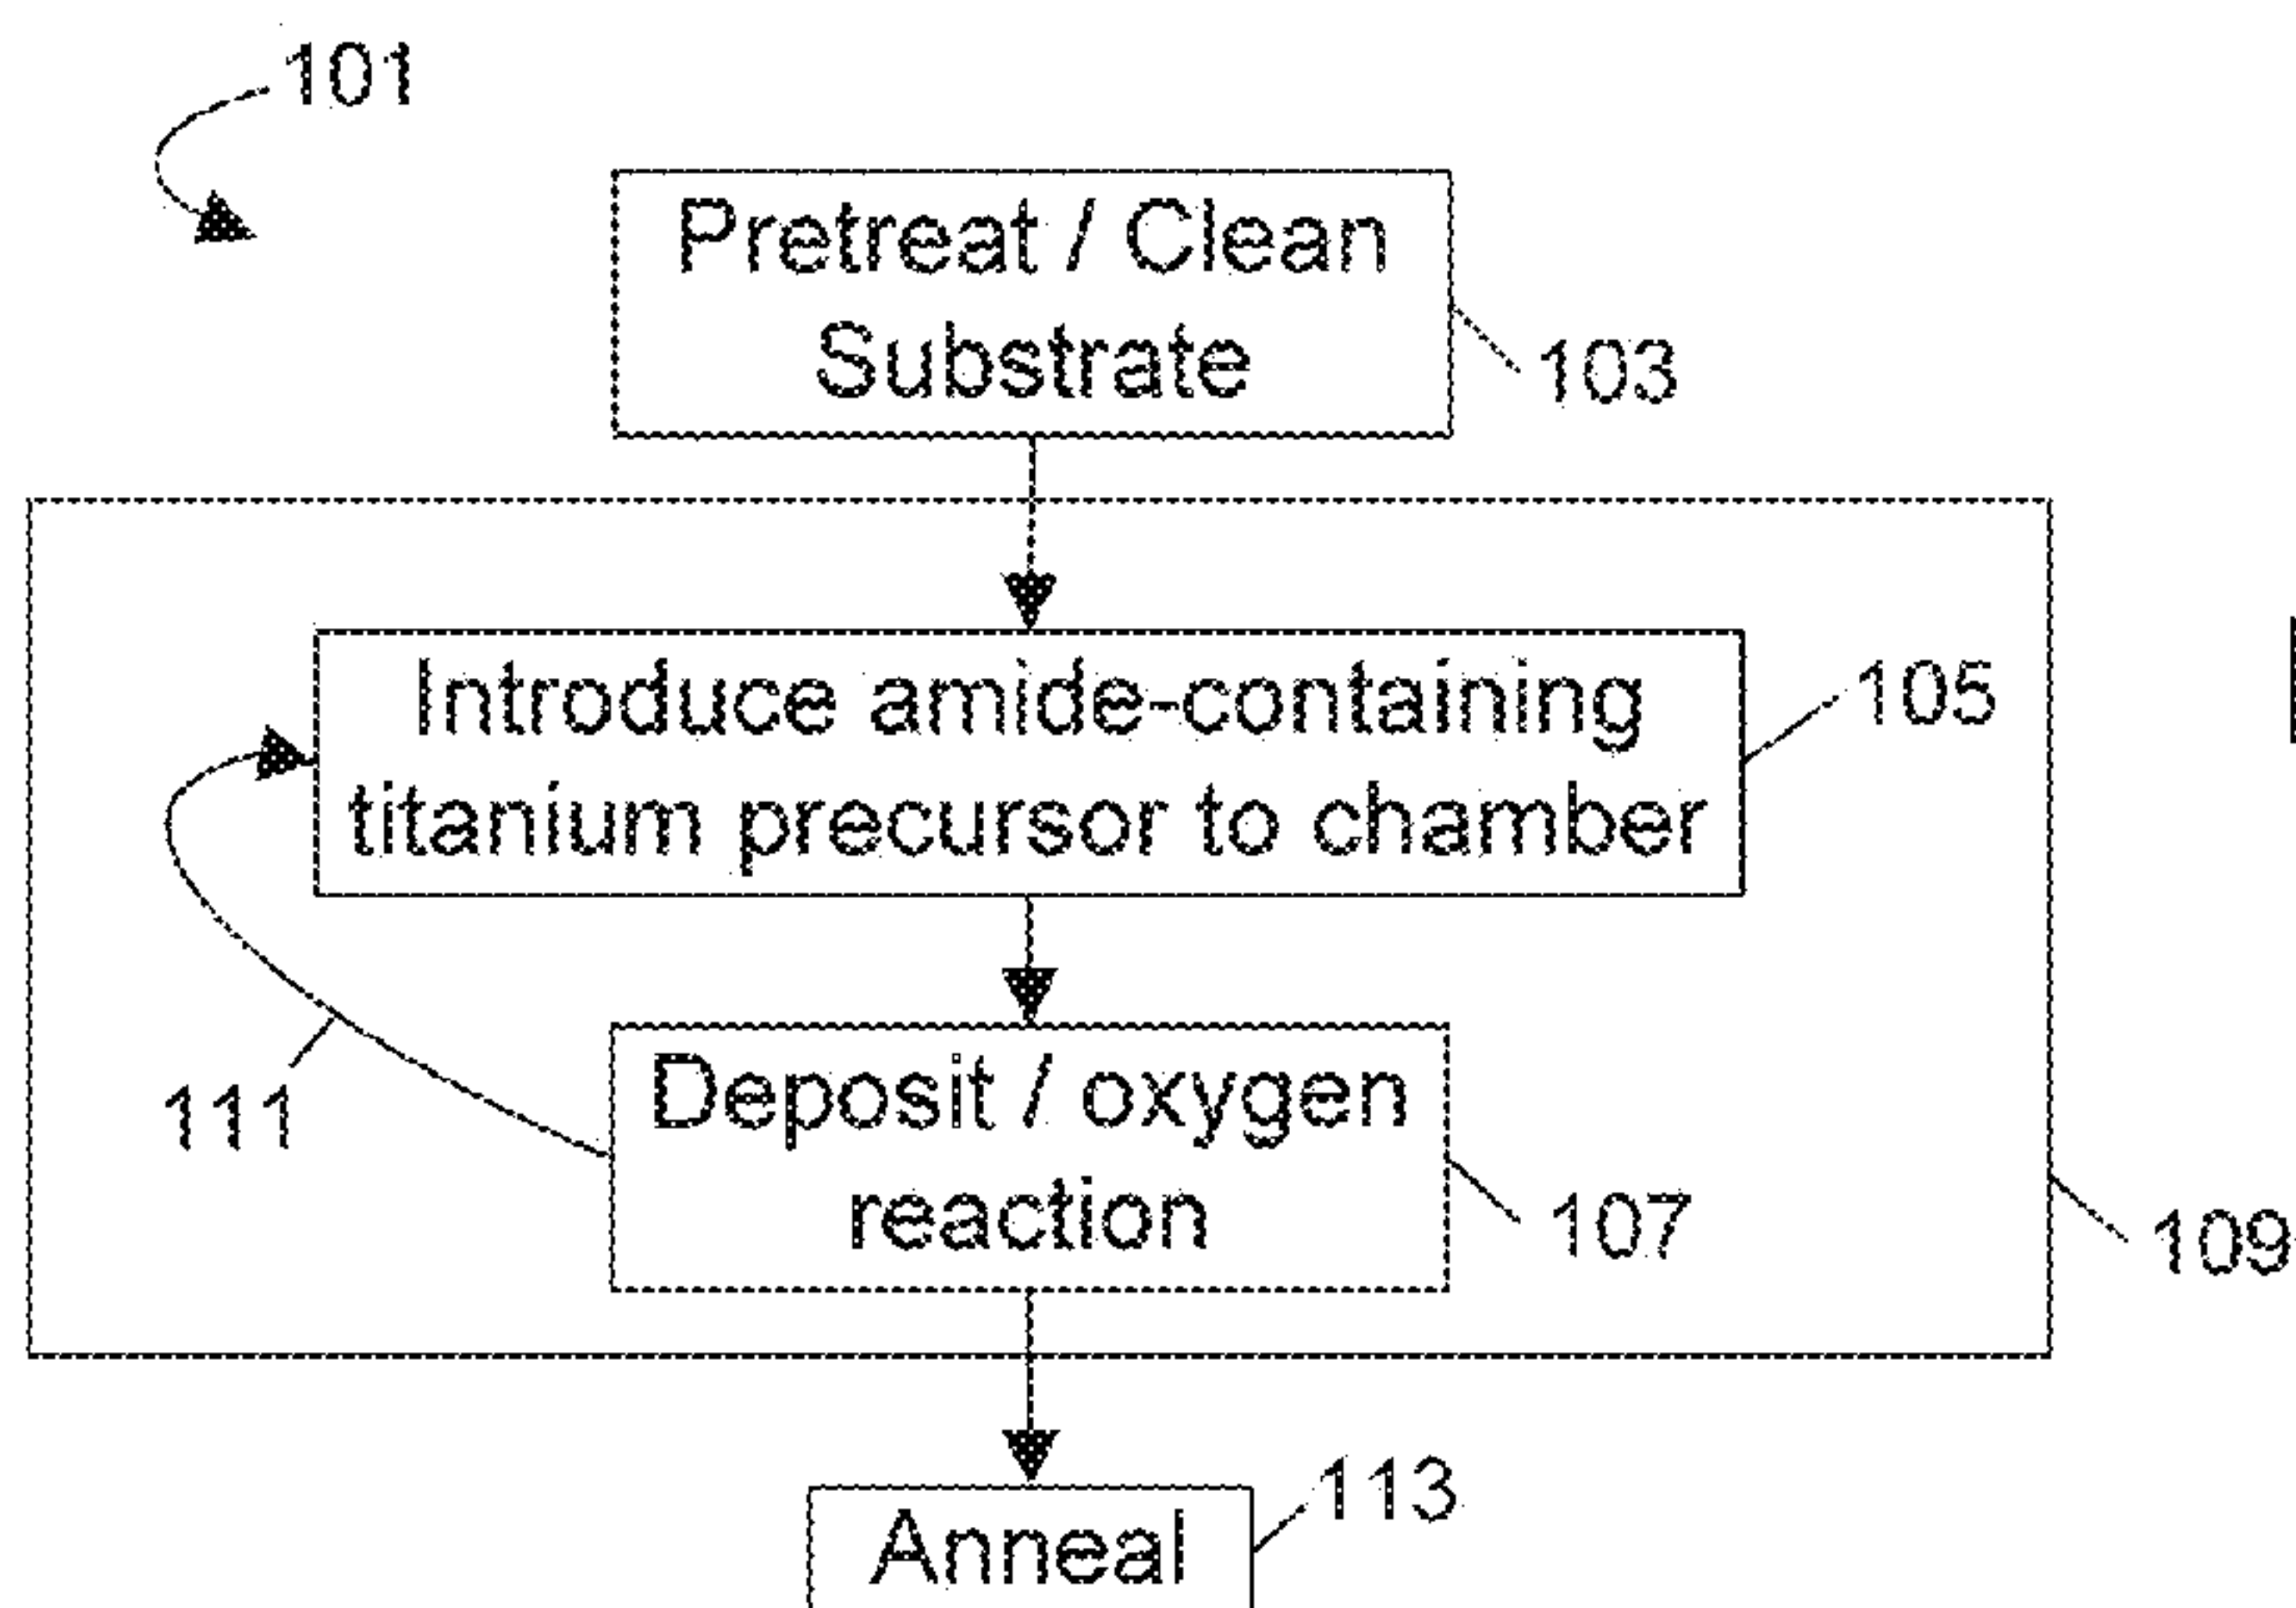 101
Pretreat / Clean
Substrate
103
Introduce amide-containing
titanium precursor to chamber
105
Deposit / oxygen
reaction
107
111
109
Anneal
113